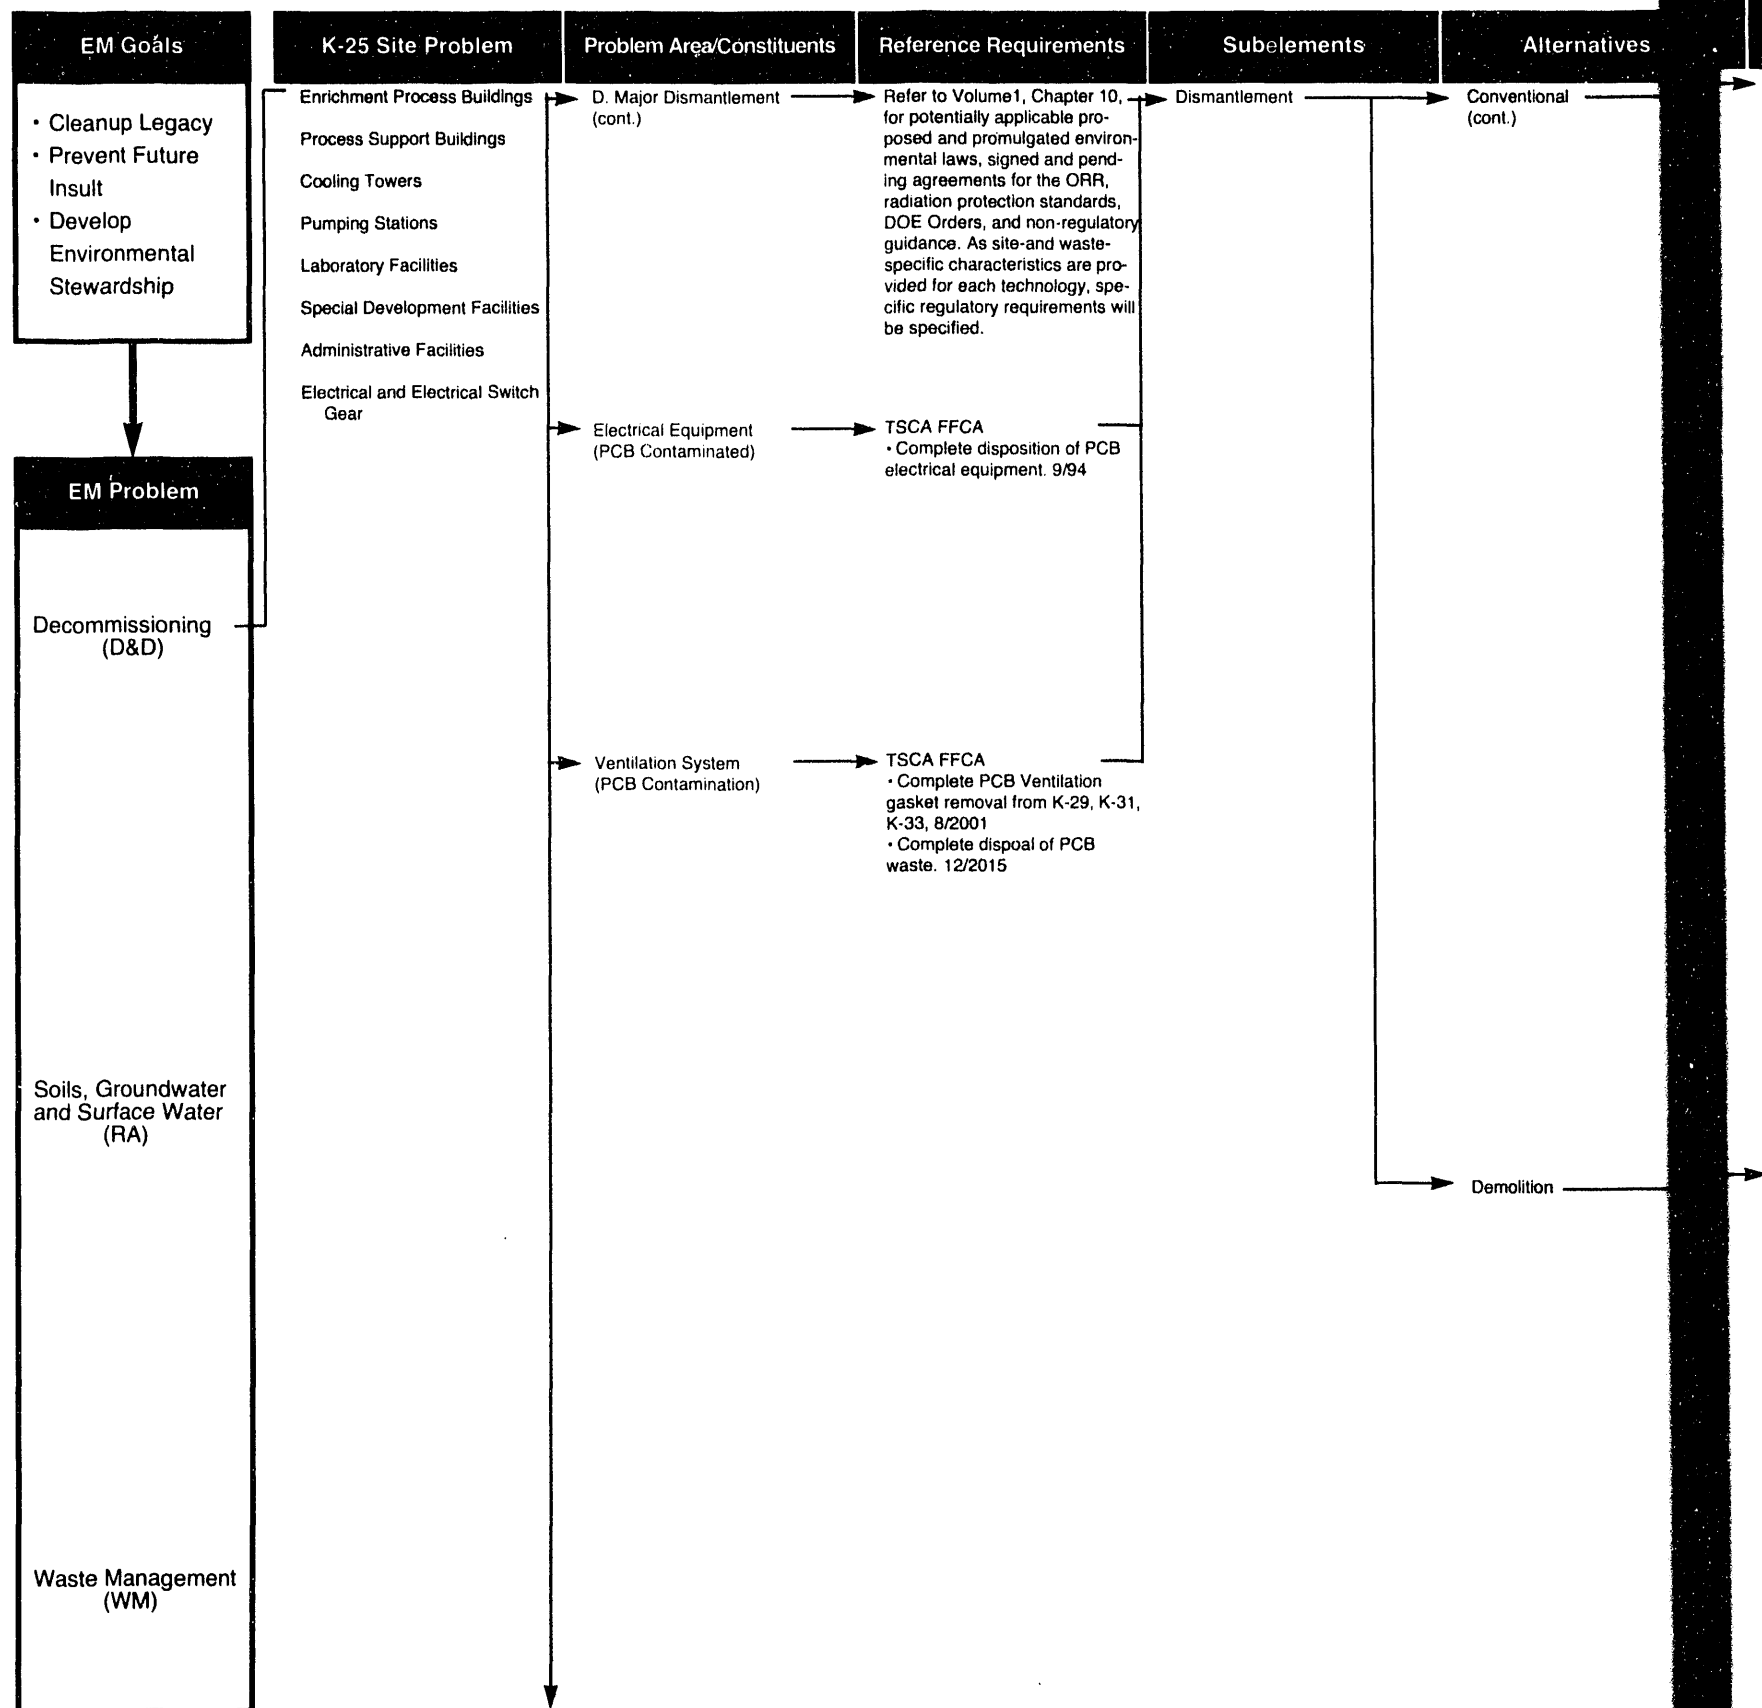 EM Goals
K-25 Site Problem
Problem Area/Constituents
Reference Requirements
Subelements
Alternatives
• Cleanup Legacy
• Prevent Future
Insult
• Develop
Environmental
Stewardship
EM Problem
Decommissioning
(D&D)
Soils, Groundwater
and Surface Water
(RA)
Waste Management
(WM)
Enrichment Process Buildings
Process Support Buildings
Cooling Towers
Pumping Stations
Laboratory Facilities
Special Development Facilities
Administrative Facilities
Electrical and Electrical Switch
Gear
D. Major Dismantlement
(cont.)
Electrical Equipment
(PCB Contaminated)
Ventilation System
(PCB Contamination)
Refer to Volume1, Chapter 10,
for potentially applicable pro-
posed and promulgated environ-
mental laws, signed and pend-
ing agreements for the ORR,
radiation protection standards,
DOE Orders, and non-regulatory
guidance. As site-and waste-
specific characteristics are pro-
vided for each technology, spe-
cific regulatory requirements will
be specified.
TSCA FFCA
• Complete disposition of PCB
electrical equipment. 9/94
TSCA FFCA
• Complete PCB Ventilation
gasket removal from K-29, K-31,
K-33, 8/2001
• Complete dispoal of PCB
waste. 12/2015
Dismantlement
Conventional
(cont.)
Demolition